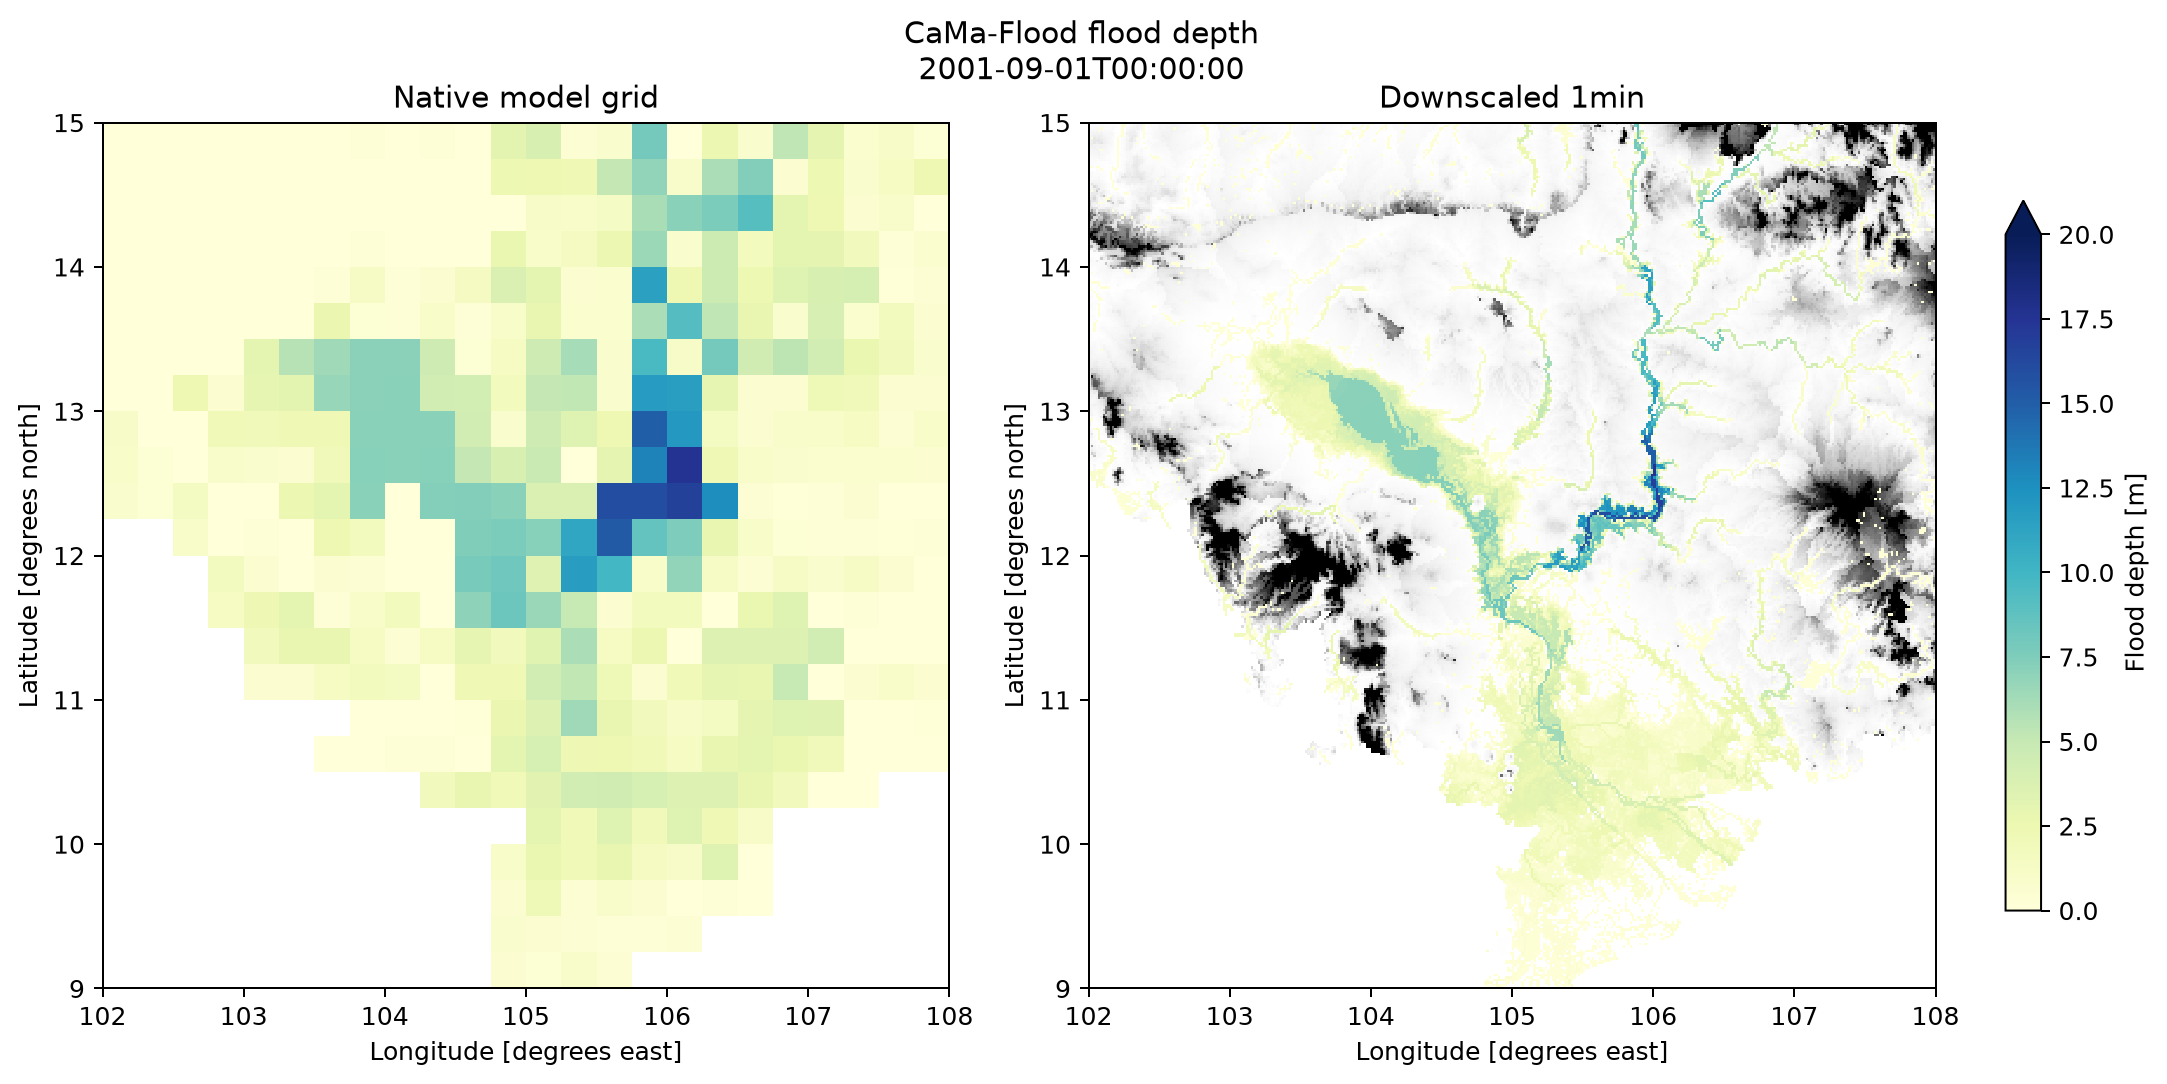 CaMa-Flood flood depth
2001-09-01T00:00:00
Native model grid
15
14
13
12
11
10
9
102 103 104 105 106 107 108
Latitude [degrees north]
Longitude [degrees east]
Downscaled 1min
15
14
13
12
11
10
9
102 103 104 105 106 107 108
Latitude [degrees north]
Longitude [degrees east]
20.0
17.5
15.0
12.5
10.0
7.5
5.0
2.5
0.0
Flood depth [m]